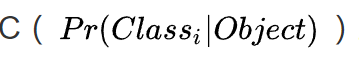 C ( Pr(Class_i|Object) )